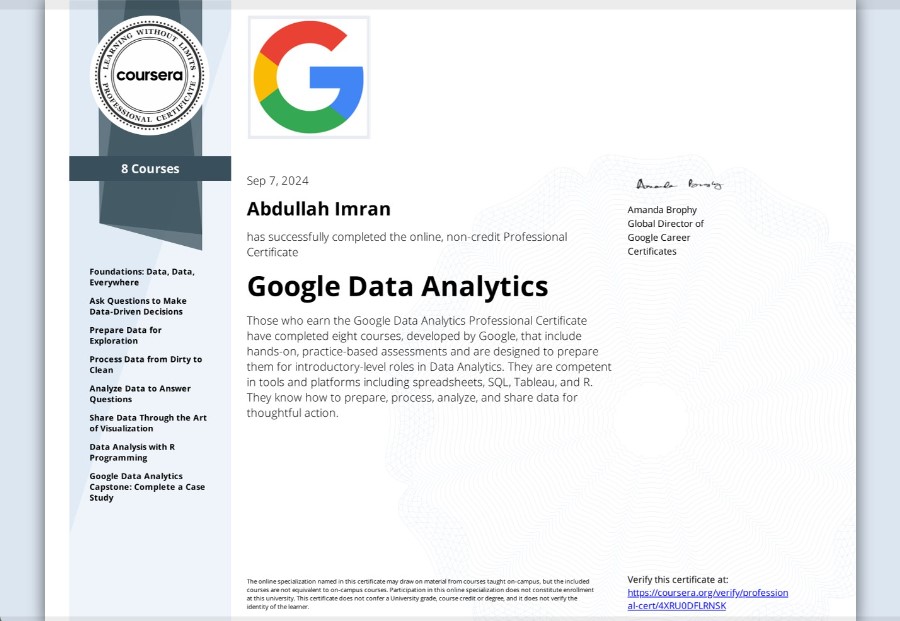 LEARNING WITHOUT LIMITS
coursera
PROFESSIONAL CERTIFICATE
8 Courses
Foundations: Data, Data,
Everywhere
Ask Questions to Make
Data-Driven Decisions
Prepare Data for
Exploration
Process Data from Dirty to
Clean
Analyze Data to Answer
Questions
Share Data Through the Art
of Visualization
Data Analysis with R
Programming
Google Data Analytics
Capstone: Complete a Case
Study
G
Sep 7, 2024
Abdullah Imran
has successfully completed the online, non-credit Professional
Certificate
Google Data Analytics
Those who earn the Google Data Analytics Professional Certificate
have completed eight courses, developed by Google, that include
hands-on, practice-based assessments and are designed to prepare
them for introductory-level roles in Data Analytics. They are competent
in tools and platforms including spreadsheets, SQL, Tableau, and R.
They know how to prepare, process, analyze, and share data for
thoughtful action.
Amanda Brophy
Amanda Brophy
Global Director of
Google Career
Certificates
The online specialization named in this certificate may draw on material from courses taught on-campus, but the included
courses are not equivalent to on-campus courses. Participation in this online specialization does not constitute enrollment
at this university. This certificate does not confer a University grade, course credit or degree, and it does not verify the
identity of the learner.
Verify this certificate at:
https://coursera.org/verify/profession
al-cert/4XRU0DFLRNSK